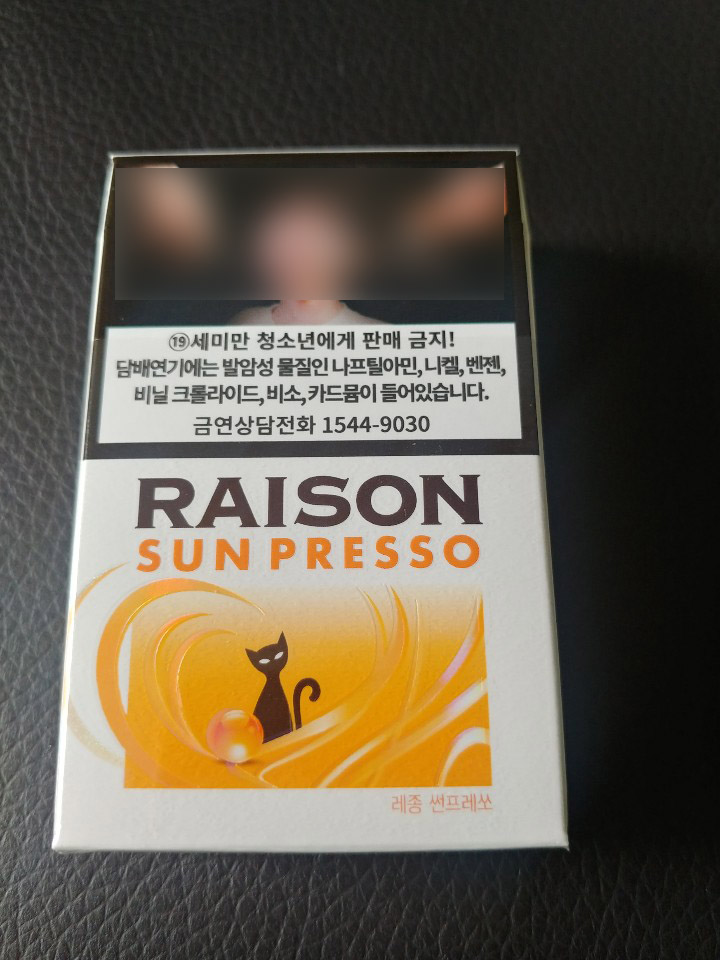 ⑲세미만 청소년에게 판매 금지!
담배연기에는 발암성 물질인 나프틸아민, 니켈, 벤젠,
비닐 크롤라이드, 비소, 카드뮴이 들어있습니다.
금연상담전화 1544-9030
RAISON
SUN PRESSO
레종 썬프레쏘